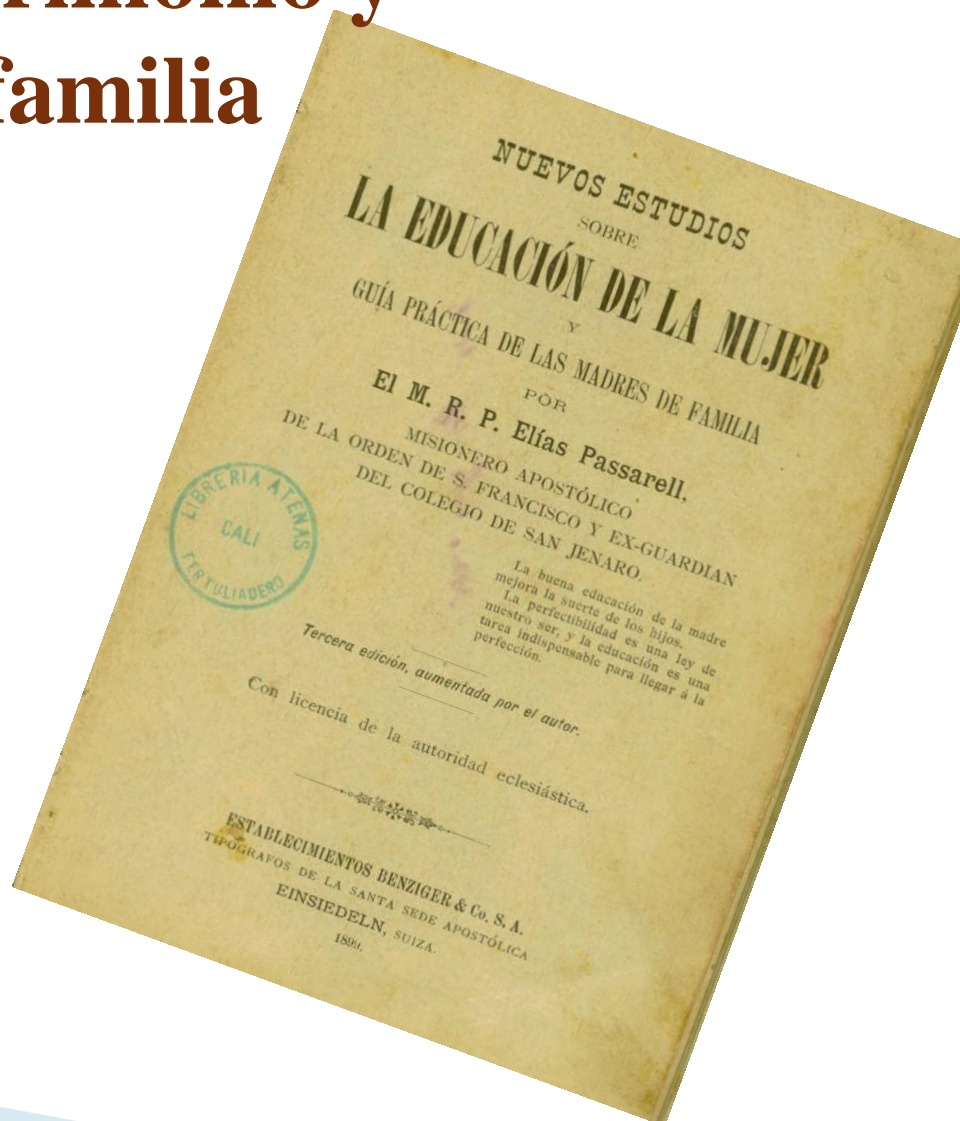 y
familia
NUEVOS ESTUDIOS
SOBRE
LA EDUCACIÓN DE LA MUJER
Y
GUÍA PRÁCTICA DE LAS MADRES DE FAMILIA
POR
El M. R. P. Elías Passarell.
MISIONERO APOSTÓLICO
DE LA ORDEN DE S. FRANCISCO Y EX-GUARDIAN
DEL COLEGIO DE SAN JENARO.
LIBRERIA ATENAS
CALI
TERTULIADERO
La buena educación de la madre
mejora la suerte de los hijos.
La perfectibilidad es una ley de
nuestro ser, y la educación es una
tarea indispensable para llegar á la
perfección.
Tercera edición, aumentada por el autor.
Con licencia de la autoridad eclesiástica.
ESTABLECIMIENTOS BENZIGER & Co. S. A.
TIPÓGRAFOS DE LA SANTA SEDE APOSTÓLICA
EINSIEDELN, SUIZA.
1899.